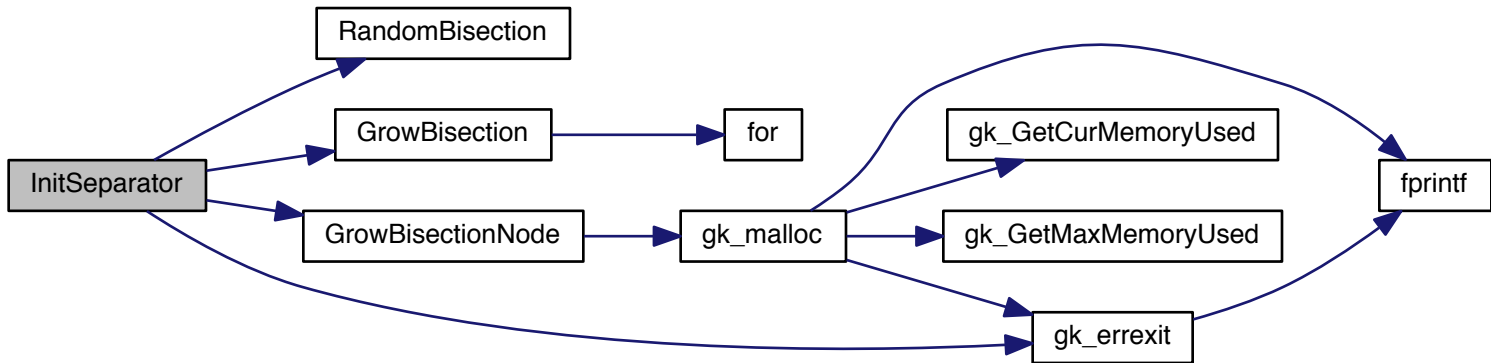 RandomBisection
GrowBisection
for
gk_GetCurMemoryUsed
InitSeparator
fprintf
GrowBisectionNode
gk_malloc
gk_GetMaxMemoryUsed
gk_errexit